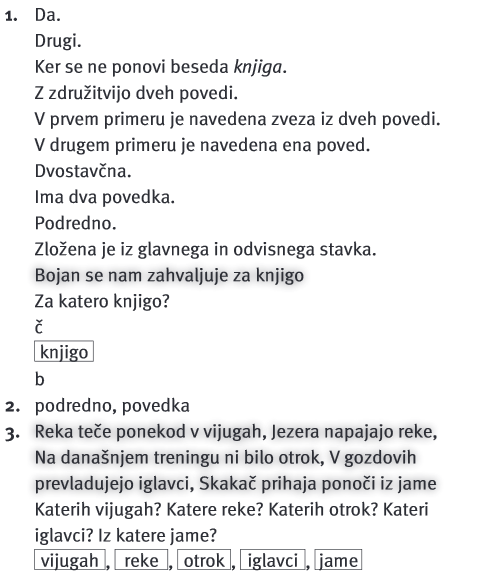 1. Da.
Drugi.
Ker se ne ponovi beseda knjiga.
Z združitvijo dveh povedi.
V prvem primeru je navedena zveza iz dveh povedi.
V drugem primeru je navedena ena poved.
Dvostavčna.
Ima dva povedka.
Podredno.
Zložena je iz glavnega in odvisnega stavka.
Bojan se nam zahvaljuje za knjigo
Za katero knjigo?
č
knjigo
b
2. podredno, povedka
3. Reka teče ponekod v vijugah, Jezera napajajo reke,
Na današnjem treningu ni bilo otrok, V gozdovih
prevladujejo iglavci, Skakač prihaja ponoči iz jame
Katerih vijugah? Katere reke? Katerih otrok? Kateri
iglavci? Iz katere jame?
vijugah, reke, otrok, iglavci, jame